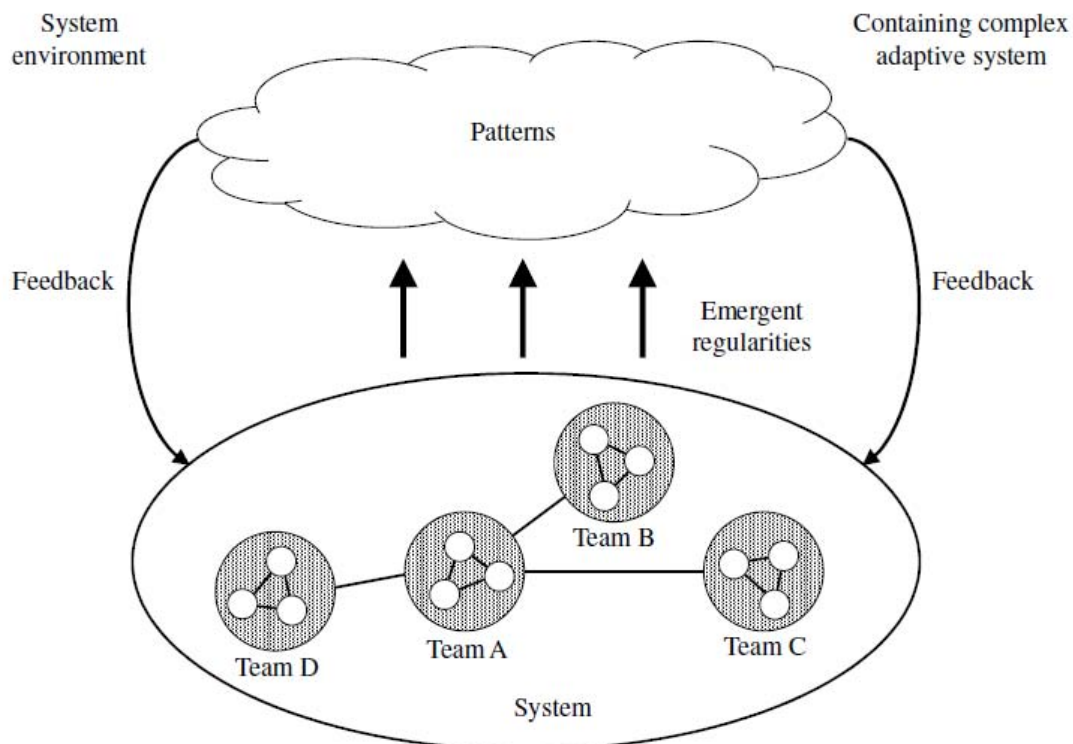 System
environment
Containing complex
adaptive system
Patterns
Feedback
Feedback
Emergent
regularities
Team B
Team D
Team A
Team C
System